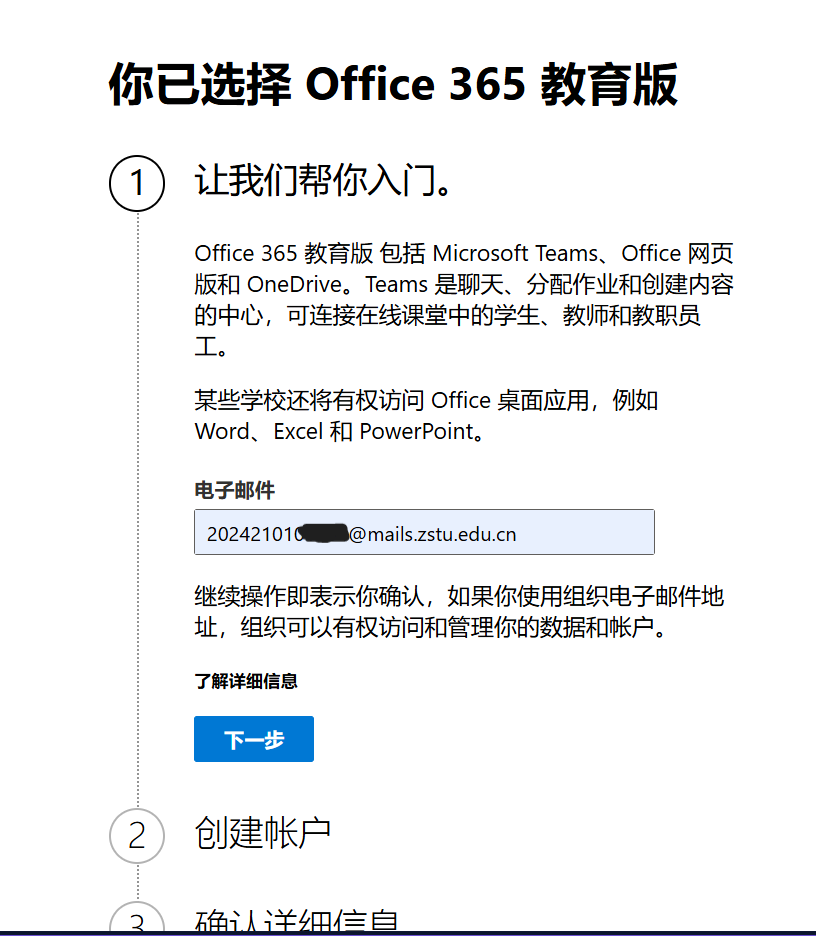 你已选择 Office 365 教育版
1 让我们帮你入门。
Office 365 教育版 包括 Microsoft Teams、Office 网页
版和 OneDrive。Teams 是聊天、分配作业和创建内容
的中心，可连接在线课堂中的学生、教师和教职员
工。
某些学校还将有权访问 Office 桌面应用，例如
Word、Excel 和 PowerPoint。
电子邮件
202421010@mails.zstu.edu.cn
继续操作即表示你确认，如果你使用组织电子邮件地
址，组织可以有权访问和管理你的数据和帐户。
了解详细信息
下一步
2 创建帐户
3 确认详细信息